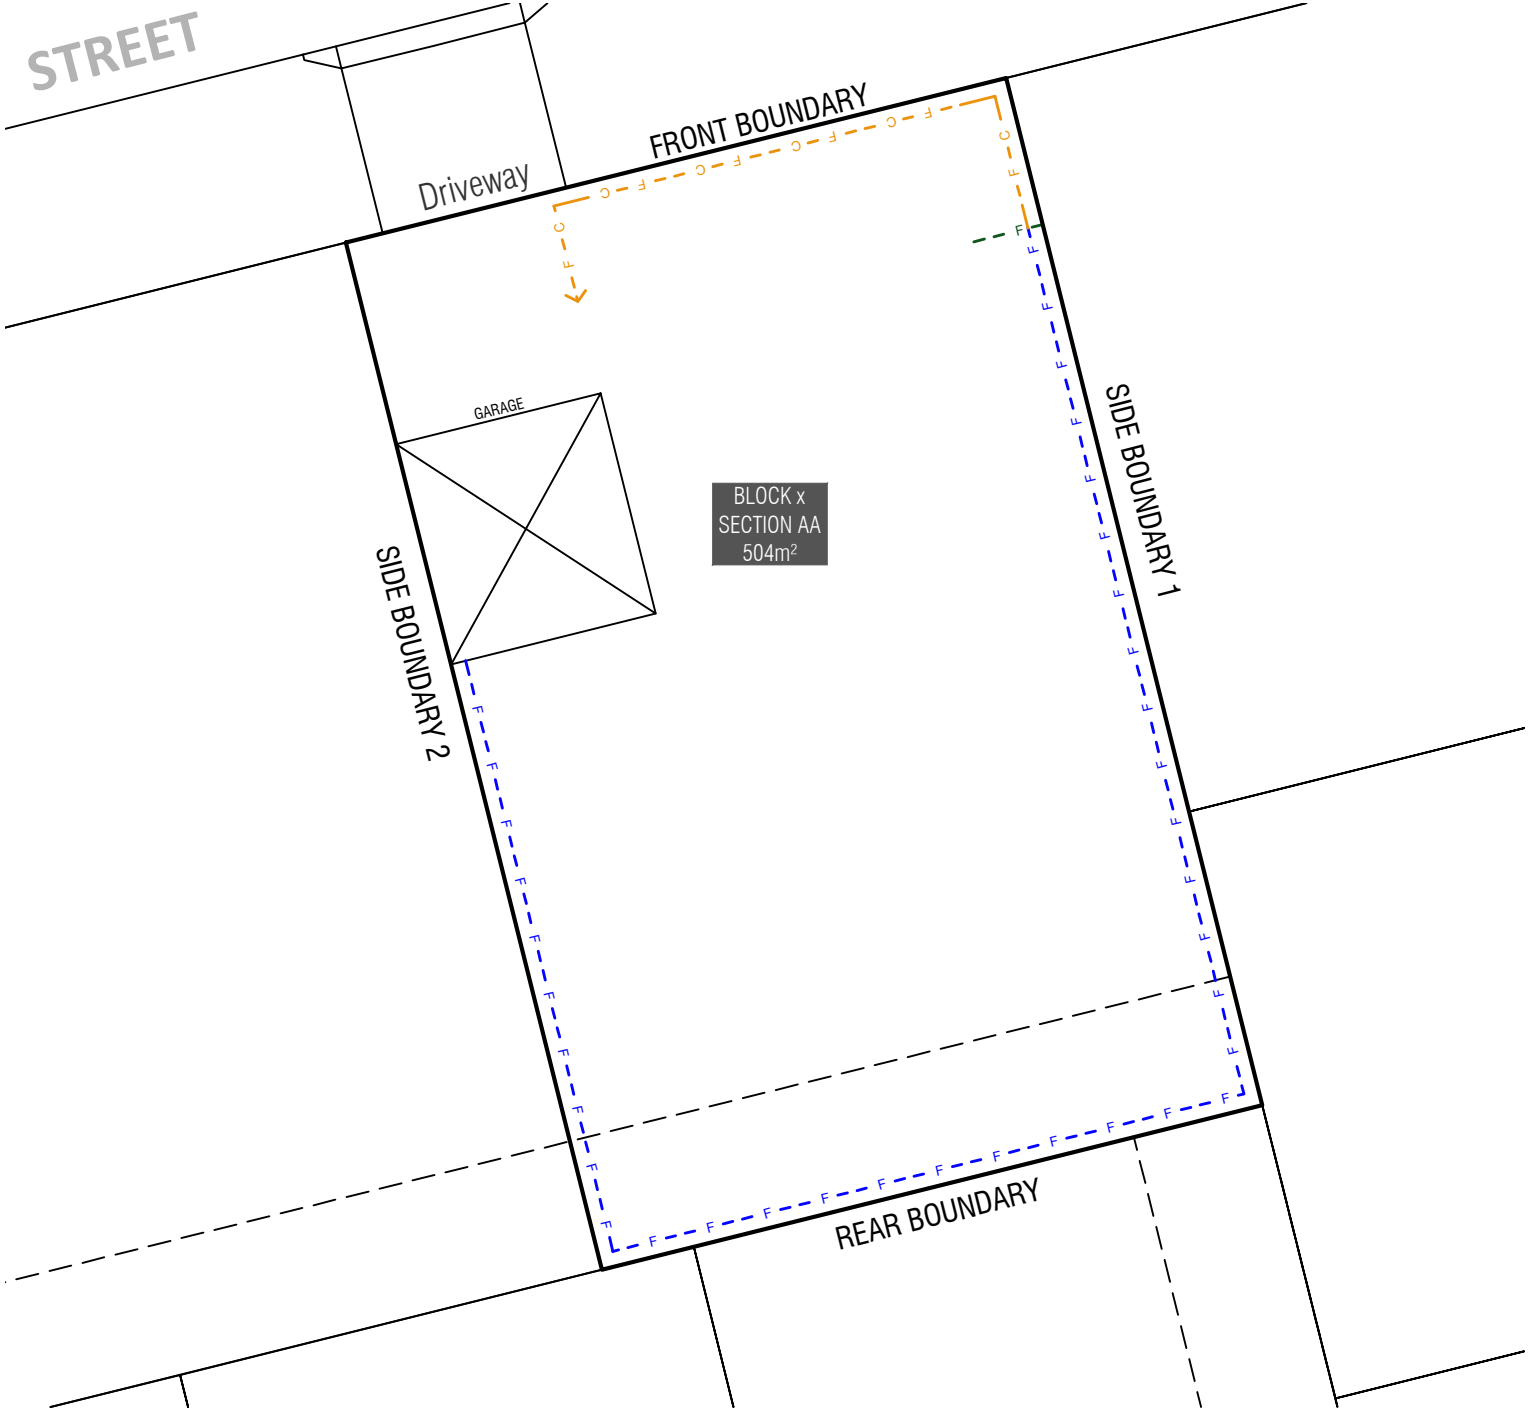 STREET
FRONT BOUNDARY
Driveway
C F C F C F C F
C F
C F
F
GARAGE
BLOCK x
SECTION AA
504m²
SIDE BOUNDARY 1
SIDE BOUNDARY 2
F F F F F F F F F F F F F F F
F F F F F F F F F F
F F F F F F F F F F F
REAR BOUNDARY